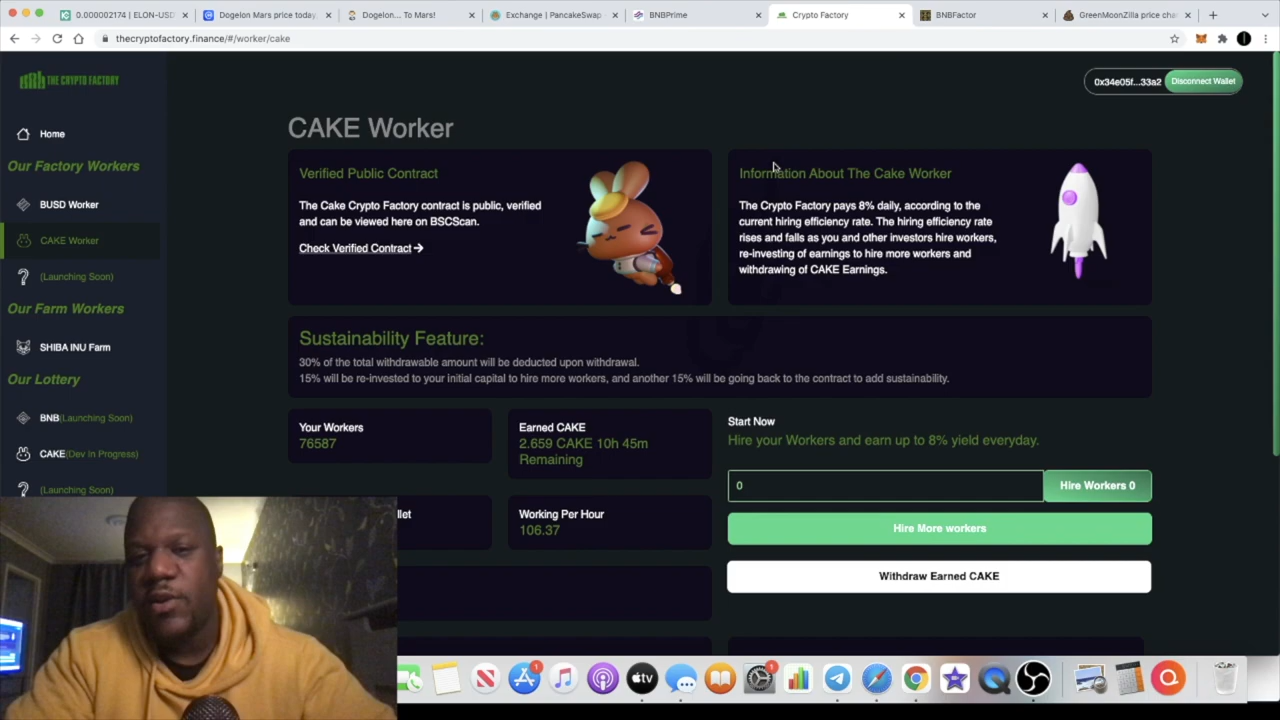 0.000002174 | ELON-USD
Dogelon Mars price today,
Dogelon... To Mars!
Exchange | PancakeSwap
BNBPrime
Crypto Factory
BNBFactor
GreenMoonZilla price cha
thecryptofactory.finance/#/worker/cake
THE CRYPTO FACTORY
0x34e05f...33a2
Disconnect Wallet
Home
Our Factory Workers
BUSD Worker
CAKE Worker
(Launching Soon)
Our Farm Workers
SHIBA INU Farm
Our Lottery
BNB(Launching Soon)
CAKE(Dev In Progress)
(Launching Soon)
CAKE Worker
Verified Public Contract
The Cake Crypto Factory contract is public, verified
and can be viewed here on BSCScan.
Check Verified Contract
Information About The Cake Worker
The Crypto Factory pays 8% daily, according to the
current hiring efficiency rate. The hiring efficiency rate
rises and falls as you and other investors hire workers,
re-investing of earnings to hire more workers and
withdrawing of CAKE Earnings.
Sustainability Feature:
30% of the total withdrawable amount will be deducted upon withdrawal.
15% will be re-invested to your initial capital to hire more workers, and another 15% will be going back to the contract to add sustainability.
Your Workers
76587
Earned CAKE
2.659 CAKE 10h 45m
Remaining
llet
Working Per Hour
106.37
Start Now
Hire your Workers and earn up to 8% yield everyday.
0
Hire Workers 0
Hire More workers
Withdraw Earned CAKE
tv
1
1